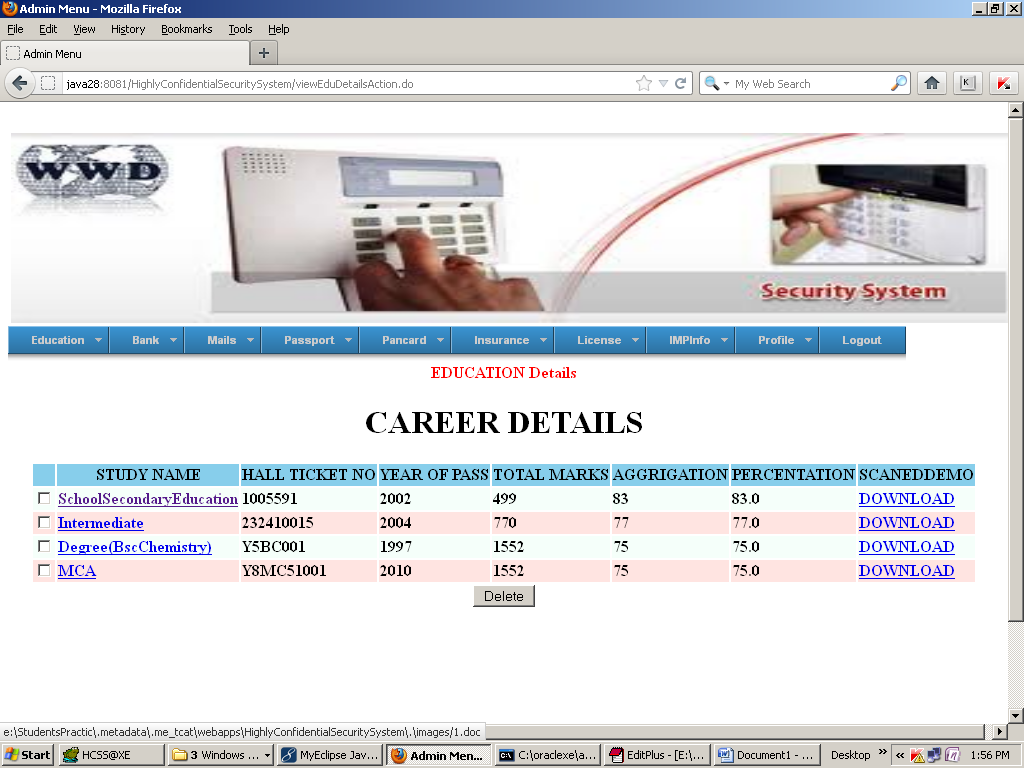 Admin Menu - Mozilla Firefox
File Edit View History Bookmarks Tools Help
Admin Menu
java28:8081/HighlyConfidentialSecuritySystem/viewEduDetailsAction.do My Web Search
WWD
Security System
Education Bank Mails Passport Pancard Insurance License IMPInfo Profile Logout
EDUCATION Details
CAREER DETAILS
STUDY NAME HALL TICKET NO YEAR OF PASS TOTAL MARKS AGGRIGATION PERCENTATION SCANEDDEMO
SchoolSecondaryEducation 1005591 2002 499 83 83.0 DOWNLOAD
Intermediate 232410015 2004 770 77 77.0 DOWNLOAD
Degree(BscChemistry) Y5BC001 1997 1552 75 75.0 DOWNLOAD
MCA Y8MC51001 2010 1552 75 75.0 DOWNLOAD
Delete
e:\StudentsPractic\.metadata\.me_tcat\webapps\HighlyConfidentialSecuritySystem\.\images/1.doc
Start HCSS@XE 3 Windows ... MyEclipse Jav... Admin Men... C:\oraclexe\a... EditPlus - [E:\... Document1 - ... Desktop » « 1:56 PM